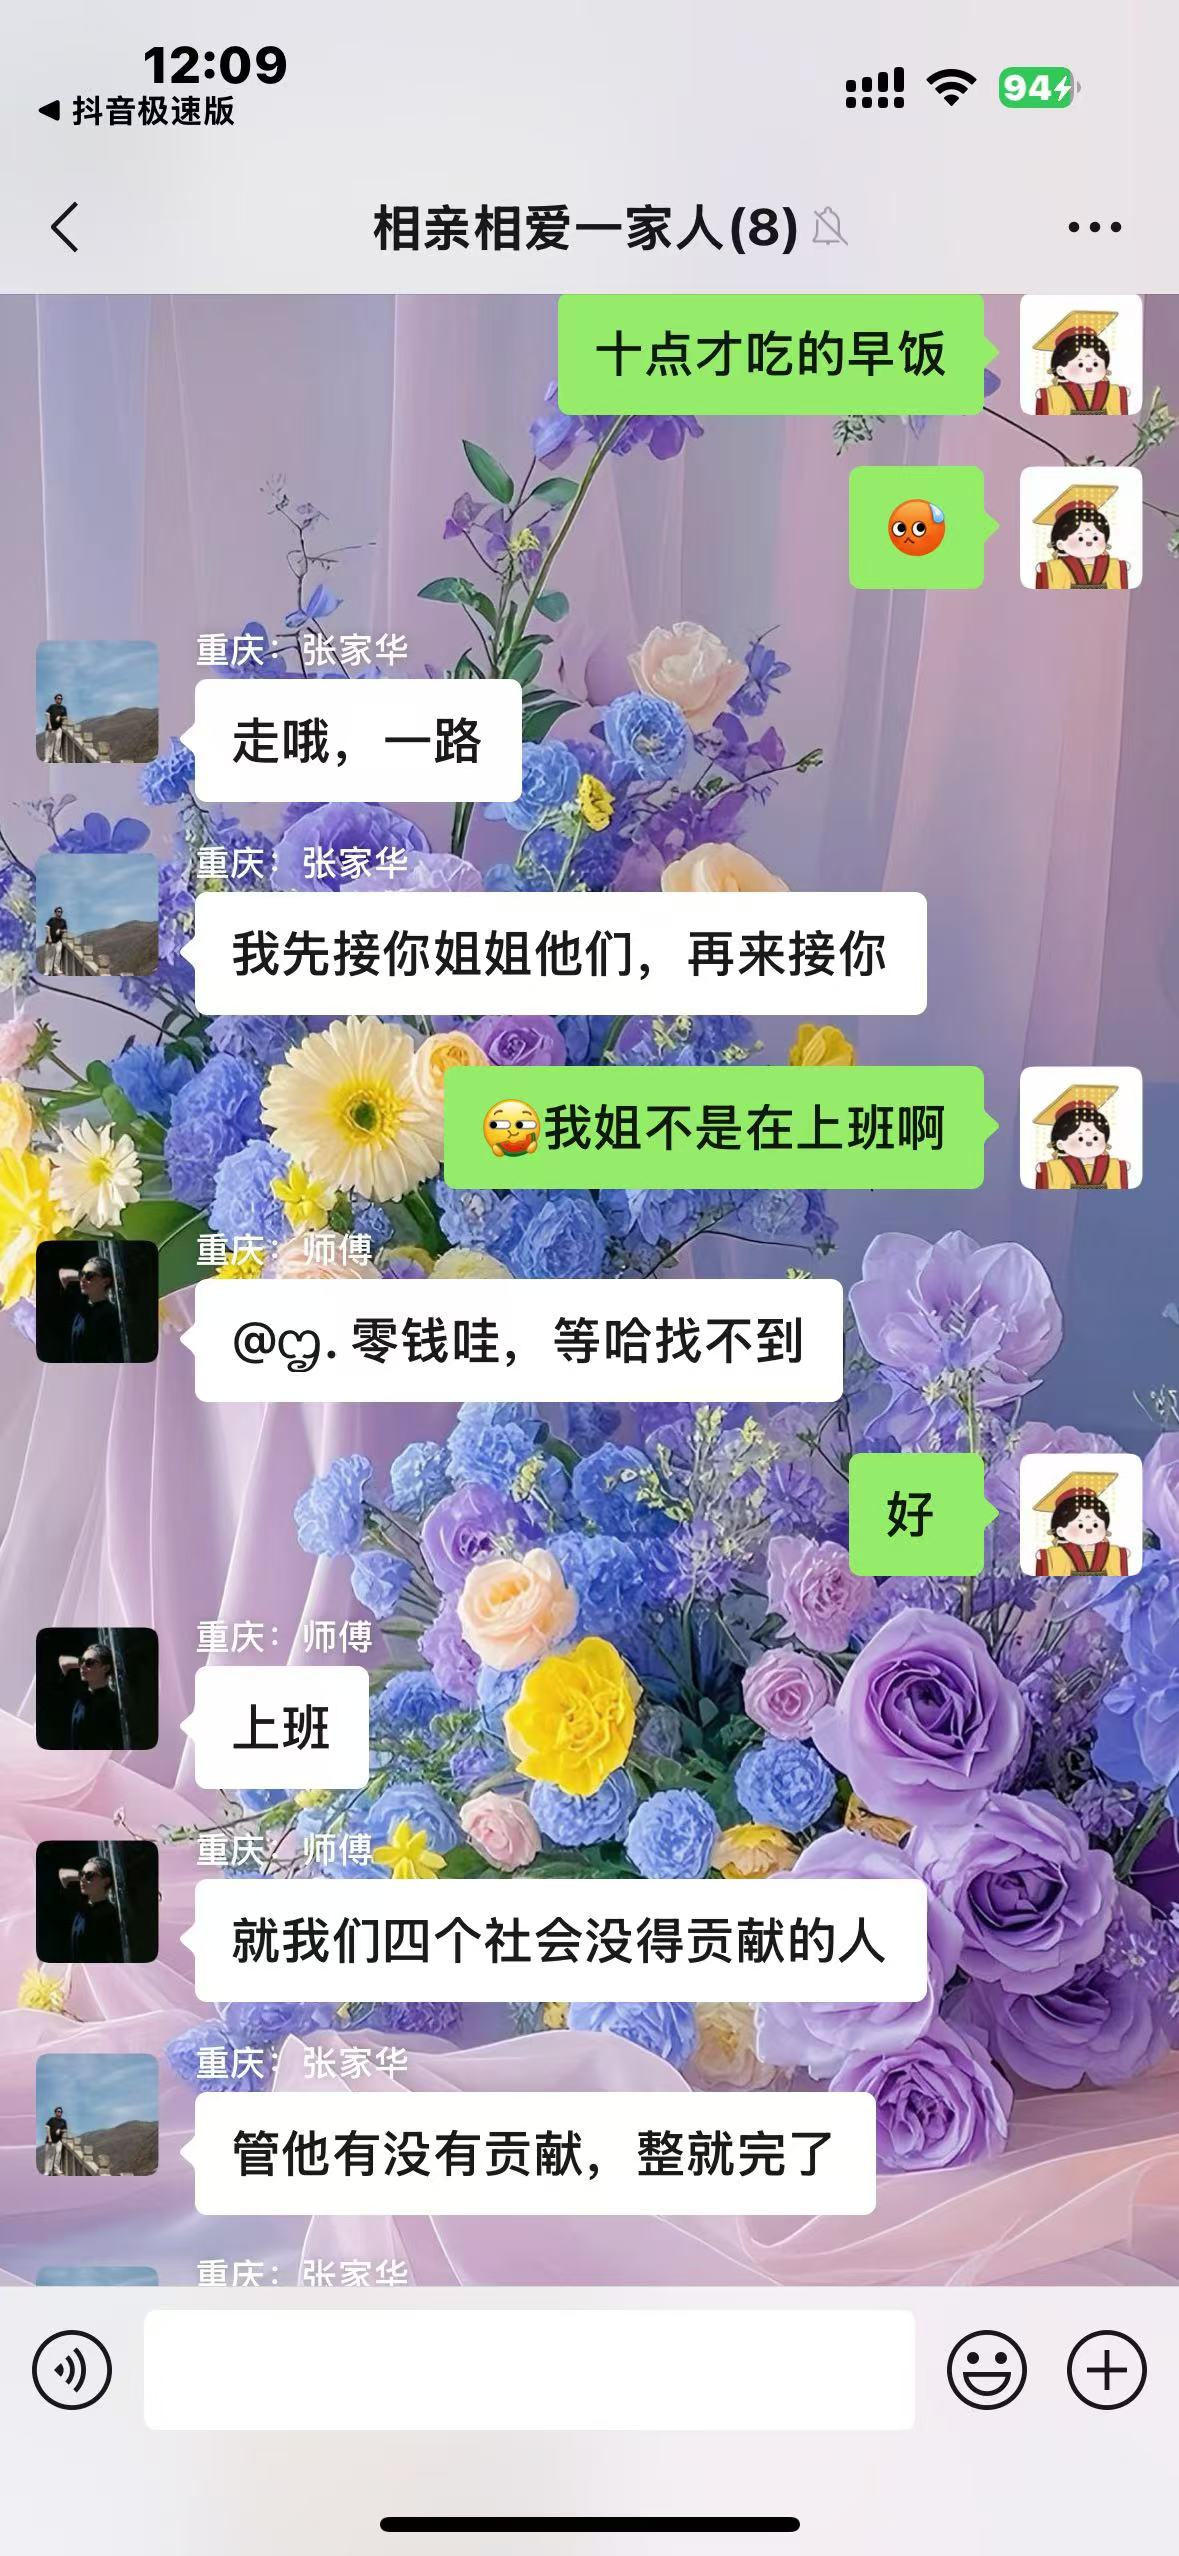 12:09
94
抖音极速版
相亲相爱一家人(8)
十点才吃的早饭
重庆：张家华
走哦，一路
重庆：张家华
我先接你姐姐他们，再来接你
我姐不是在上班啊
重庆：师傅
@ൢ. 零钱哇，等哈找不到
好
重庆：师傅
上班
重庆：师傅
就我们四个社会没得贡献的人
重庆：张家华
管他有没有贡献，整就完了
重庆：张家华